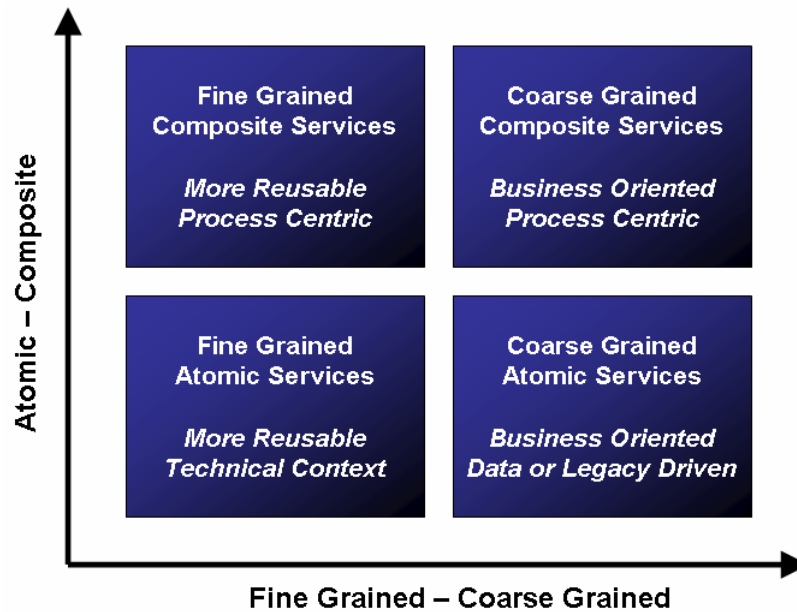 Atomic – Composite
Fine Grained
Composite Services
More Reusable
Process Centric
Coarse Grained
Composite Services
Business Oriented
Process Centric
Fine Grained
Atomic Services
More Reusable
Technical Context
Coarse Grained
Atomic Services
Business Oriented
Data or Legacy Driven
Fine Grained – Coarse Grained